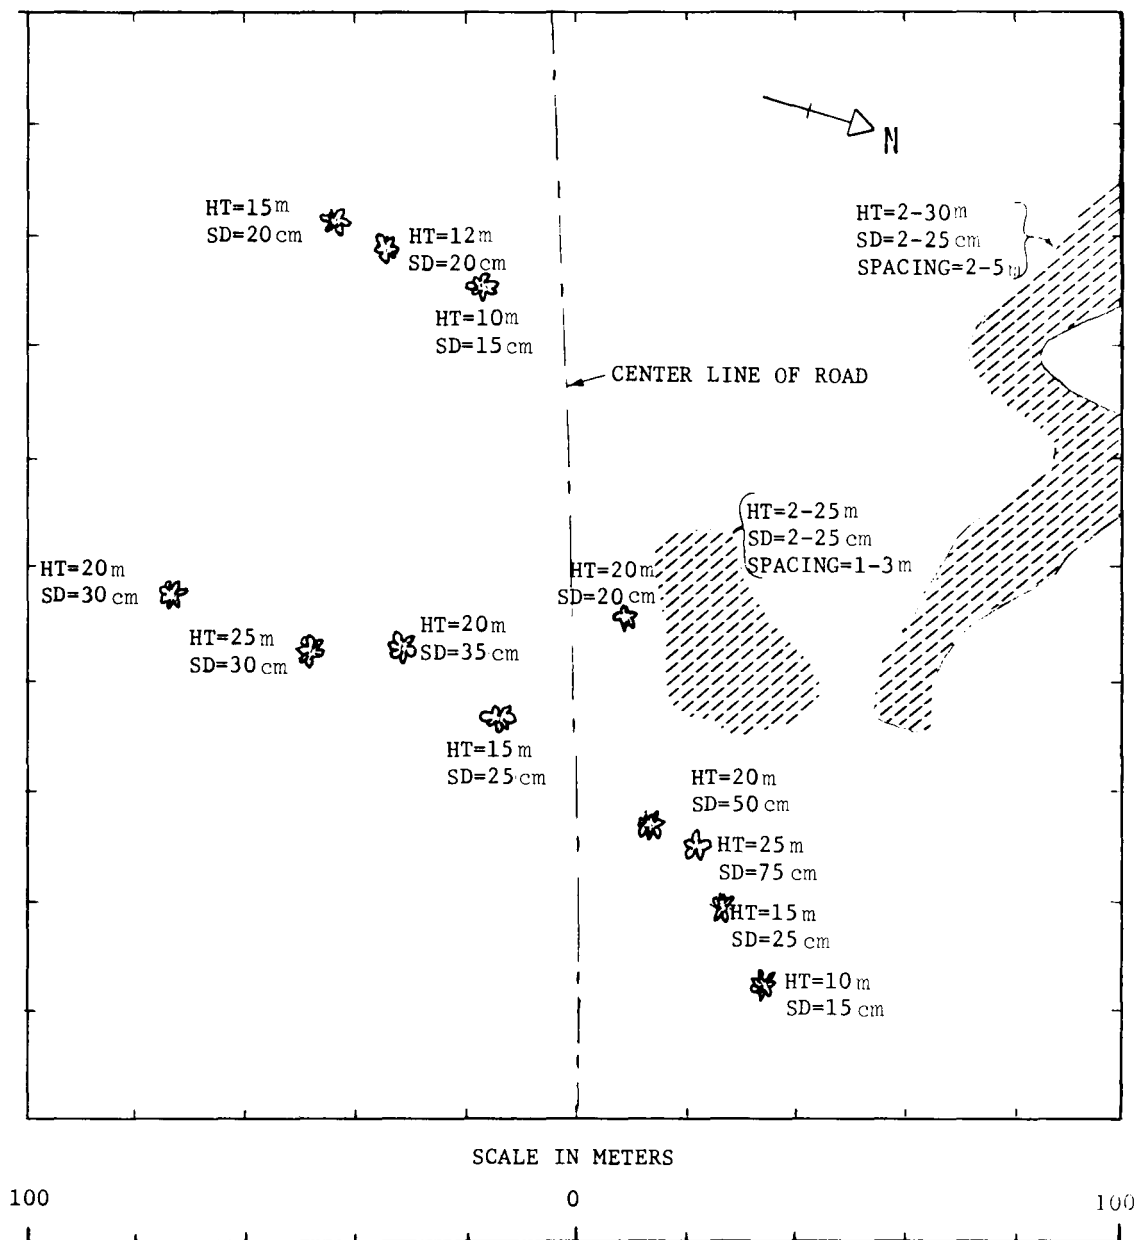 N
HT=15m
SD=20cm
HT=12m
SD=20cm
HT=10m
SD=15cm
HT=2-30m
SD=2-25cm
SPACING=2-5m
CENTER LINE OF ROAD
HT=2-25m
SD=2-25cm
SPACING=1-3m
HT=20m
SD=30cm
HT=20m
SD=20cm
HT=25m
SD=30cm
HT=20m
SD=35cm
HT=15m
SD=25cm
HT=20m
SD=50cm
HT=25m
SD=75cm
HT=15m
SD=25cm
HT=10m
SD=15cm
SCALE IN METERS
100 0 100